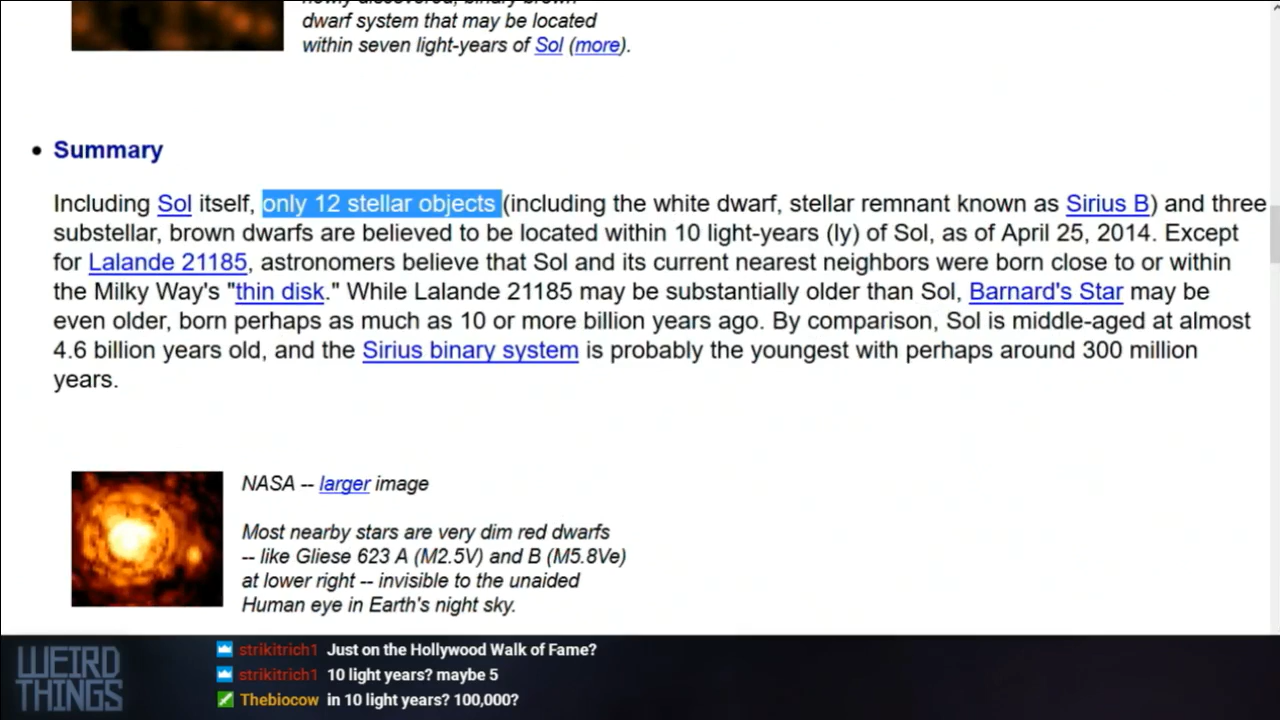 dwarf system that may be located
within seven light-years of Sol (more).
Summary
Including Sol itself, only 12 stellar objects (including the white dwarf, stellar remnant known as Sirius B) and three
substellar, brown dwarfs are believed to be located within 10 light-years (ly) of Sol, as of April 25, 2014. Except
for Lalande 21185, astronomers believe that Sol and its current nearest neighbors were born close to or within
the Milky Way's "thin disk." While Lalande 21185 may be substantially older than Sol, Barnard's Star may be
even older, born perhaps as much as 10 or more billion years ago. By comparison, Sol is middle-aged at almost
4.6 billion years old, and the Sirius binary system is probably the youngest with perhaps around 300 million
years.
NASA -- larger image
Most nearby stars are very dim red dwarfs
-- like Gliese 623 A (M2.5V) and B (M5.8Ve)
at lower right -- invisible to the unaided
Human eye in Earth's night sky.
WEIRD
THINGS
strikitrich1 Just on the Hollywood Walk of Fame?
strikitrich1 10 light years? maybe 5
Thebiocow in 10 light years? 100,000?